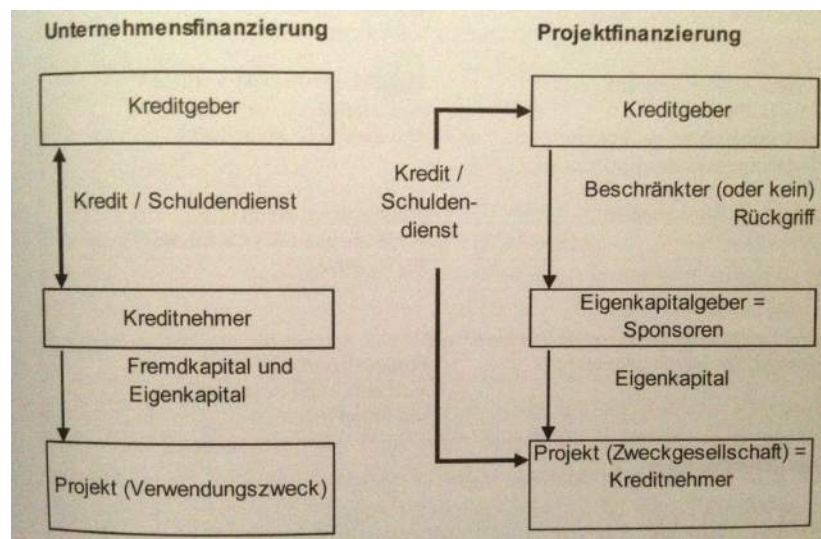 Unternehmensfinanzierung
Kreditgeber
Kredit / Schuldendienst
Kreditnehmer
Fremdkapital und
Eigenkapital
Projekt (Verwendungszweck)
Projektfinanzierung
Kreditgeber
Kredit /
Schulden-
dienst
Beschränkter (oder kein)
Rückgriff
Eigenkapitalgeber =
Sponsoren
Eigenkapital
Projekt (Zweckgesellschaft) =
Kreditnehmer